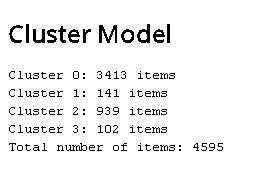 Cluster Model
Cluster 0: 3413 items
Cluster 1: 141 items
Cluster 2: 939 items
Cluster 3: 102 items
Total number of items: 4595